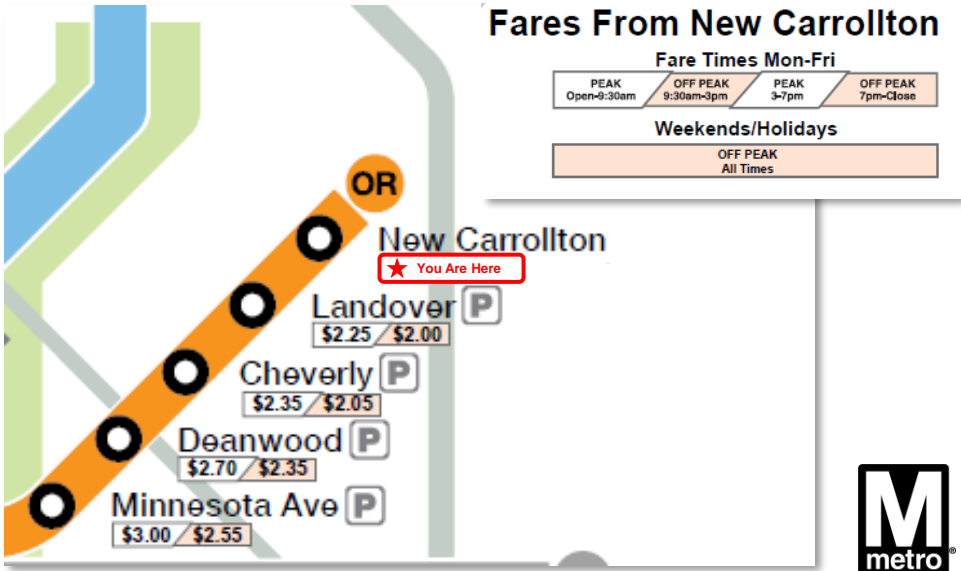 Fares From New Carrollton
Fare Times Mon-Fri
PEAK
Open-9:30am
OFF PEAK
9:30am-3pm
PEAK
3-7pm
OFF PEAK
7pm-Close
Weekends/Holidays
OFF PEAK
All Times
OR
New Carrollton
★ You Are Here
Landover P
$2.25 $2.00
Cheverly P
$2.35 $2.05
Deanwood P
$2.70 $2.35
Minnesota Ave P
$3.00 $2.55
M
metro®